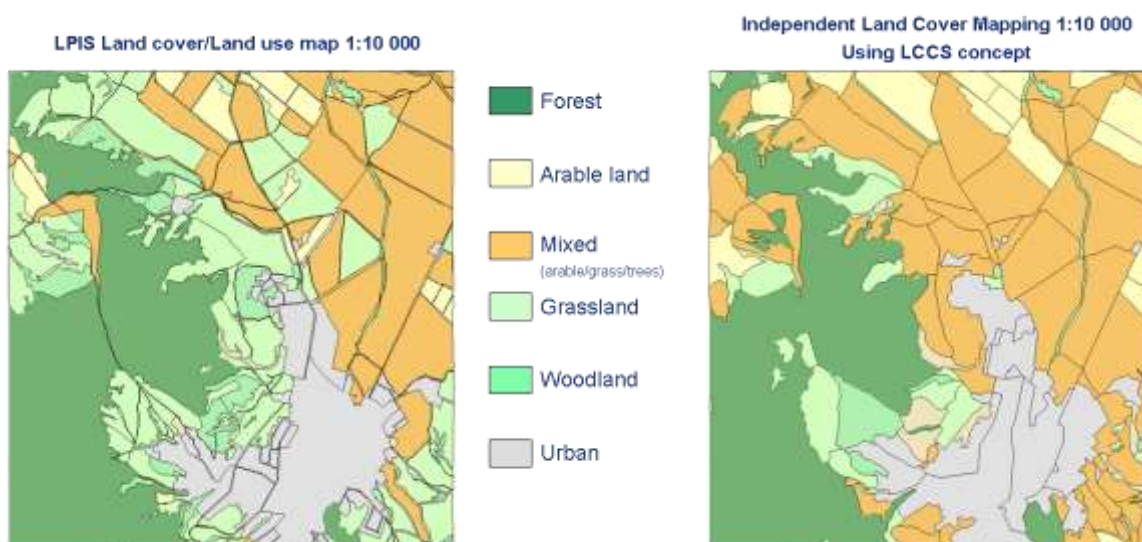 LPIS Land cover/Land use map 1:10 000
Independent Land Cover Mapping 1:10 000
Using LCCS concept
Forest
Arable land
Mixed
(arable/grass/trees)
Grassland
Woodland
Urban